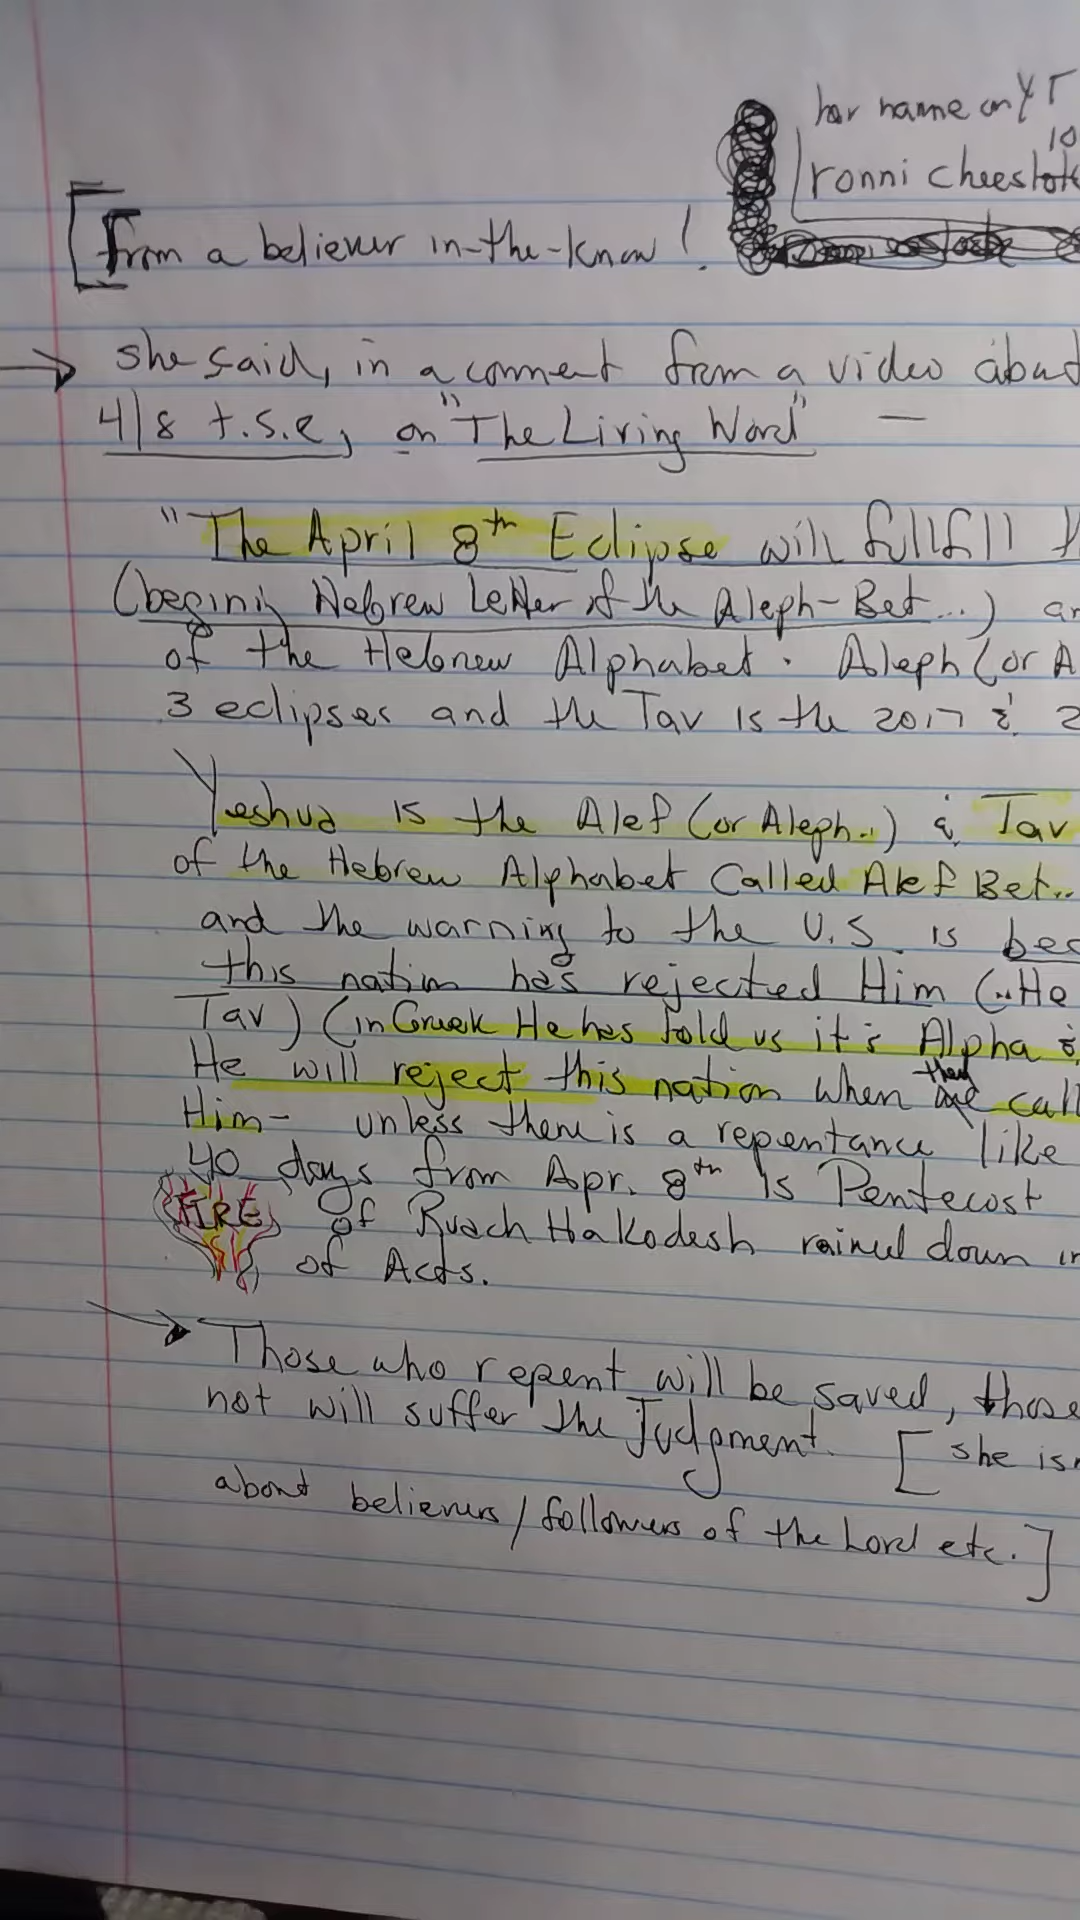 her name on YT
10
ronni cheest
[From a believer in-the-know!
→ she said, in a comment from a video about
4/8 t.s.e, on "The Living Word" —
"The April 8th Eclipse will fullfill t
(begining Hebrew Letter of the Aleph-Bet...) an
of the Hebrew Alphabet. Aleph (or A
3 eclipses and the Tav is the 2017 & 2
Yeshua is the Alef (or Aleph..) & Tav
of the Hebrew Alphabet Called Alef Bet..
and the warning to the U.S. is bec
this nation has rejected Him (..He
Tav) (in Greek He has told us it's Alpha &
He will reject this nation when they call
Him- unless there is a repentance like
40 days from Apr. 8th is Pentecost
FIRE, of Ruach HaKodesh rained down in
of Acts.
→ Those who repent will be saved, those
not will suffer the Judgment. [she isn
about believers/followers of the Lord etc.]